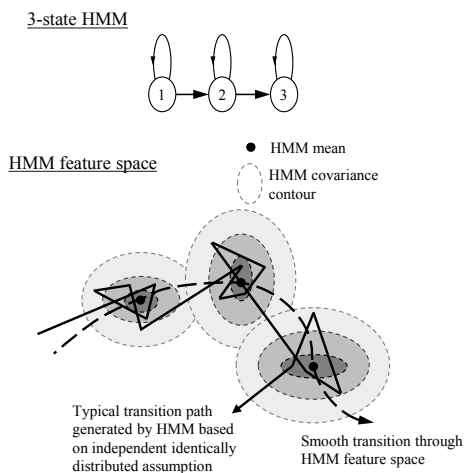 3-state HMM
1 2 3
HMM mean
HMM feature space
HMM covariance
contour
Typical transition path
generated by HMM based
on independent identically
distributed assumption
Smooth transition through
HMM feature space